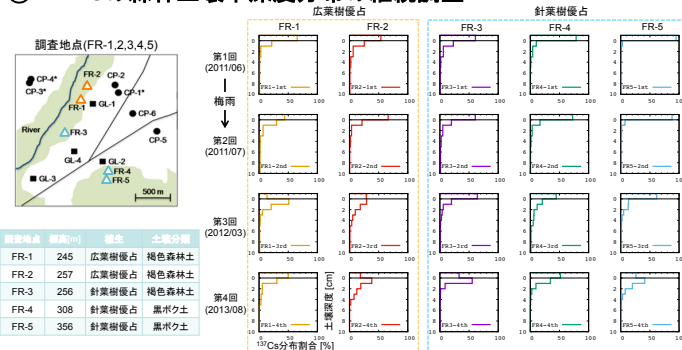 広葉樹優占
針葉樹優占
調査地点(FR-1,2,3,4,5)
FR-1
FR-2
FR-3
FR-4
FR-5
CP-4*
CP-3*
FR-2
CP-2
CP-1*
FR-1
GL-1
CP-6
River
FR-3
CP-5
GL-4
GL-2
FR-4
GL-3
FR-5
500 m
調査地点 標高[m] 植生 土壌分類
FR-1 245 広葉樹優占 褐色森林土
FR-2 257 広葉樹優占 褐色森林土
FR-3 256 針葉樹優占 褐色森林土
FR-4 308 針葉樹優占 黒ボク土
FR-5 356 針葉樹優占 黒ボク土
第1回
(2011/06)
梅雨
第2回
(2011/07)
第3回
(2012/03)
第4回
(2013/08)
FR1-1st
FR2-1st
FR3-1st
FR4-1st
FR5-1st
FR1-2nd
FR2-2nd
FR3-2nd
FR4-2nd
FR5-2nd
FR1-3rd
FR2-3rd
FR3-3rd
FR4-3rd
FR5-3rd
FR1-4th
FR2-4th
FR3-4th
FR4-4th
FR5-4th
0 2 4 6 8 10
0 50 100
土壌深度 [cm]
¹³⁷Cs分布割合 [%]